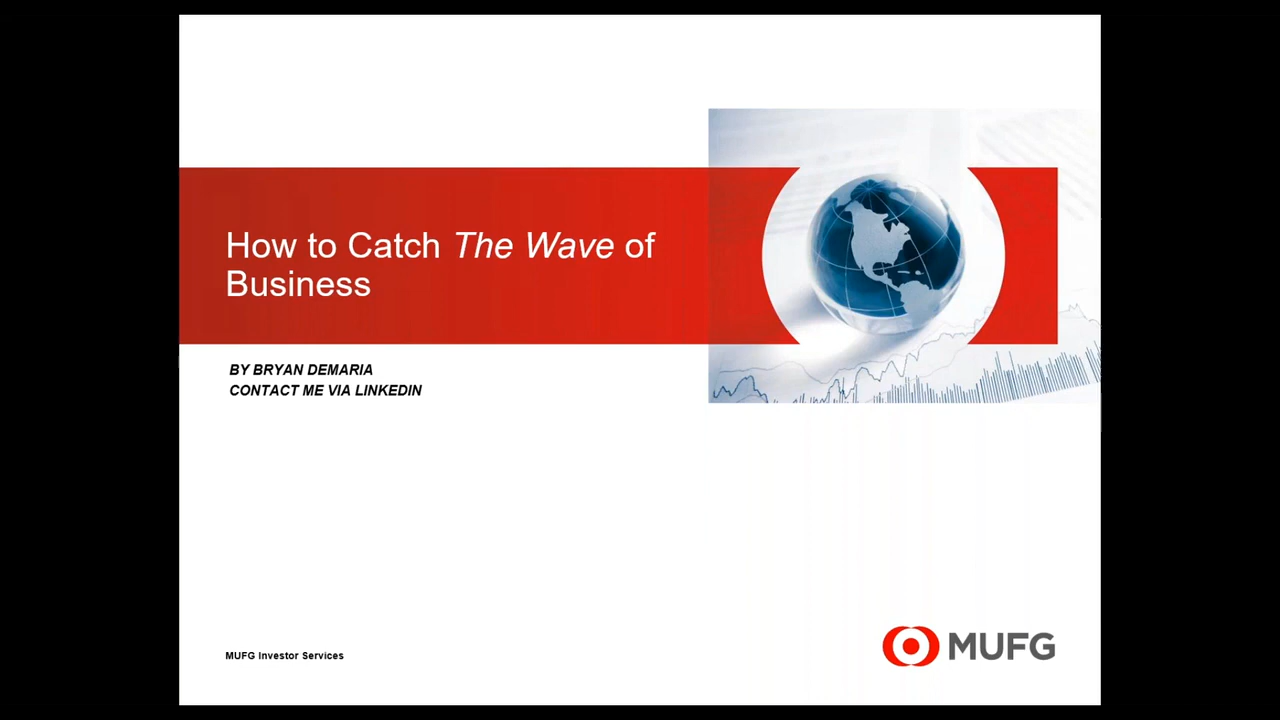 How to Catch The Wave of
Business
BY BRYAN DEMARIA
CONTACT ME VIA LINKEDIN
MUFG Investor Services
MUFG